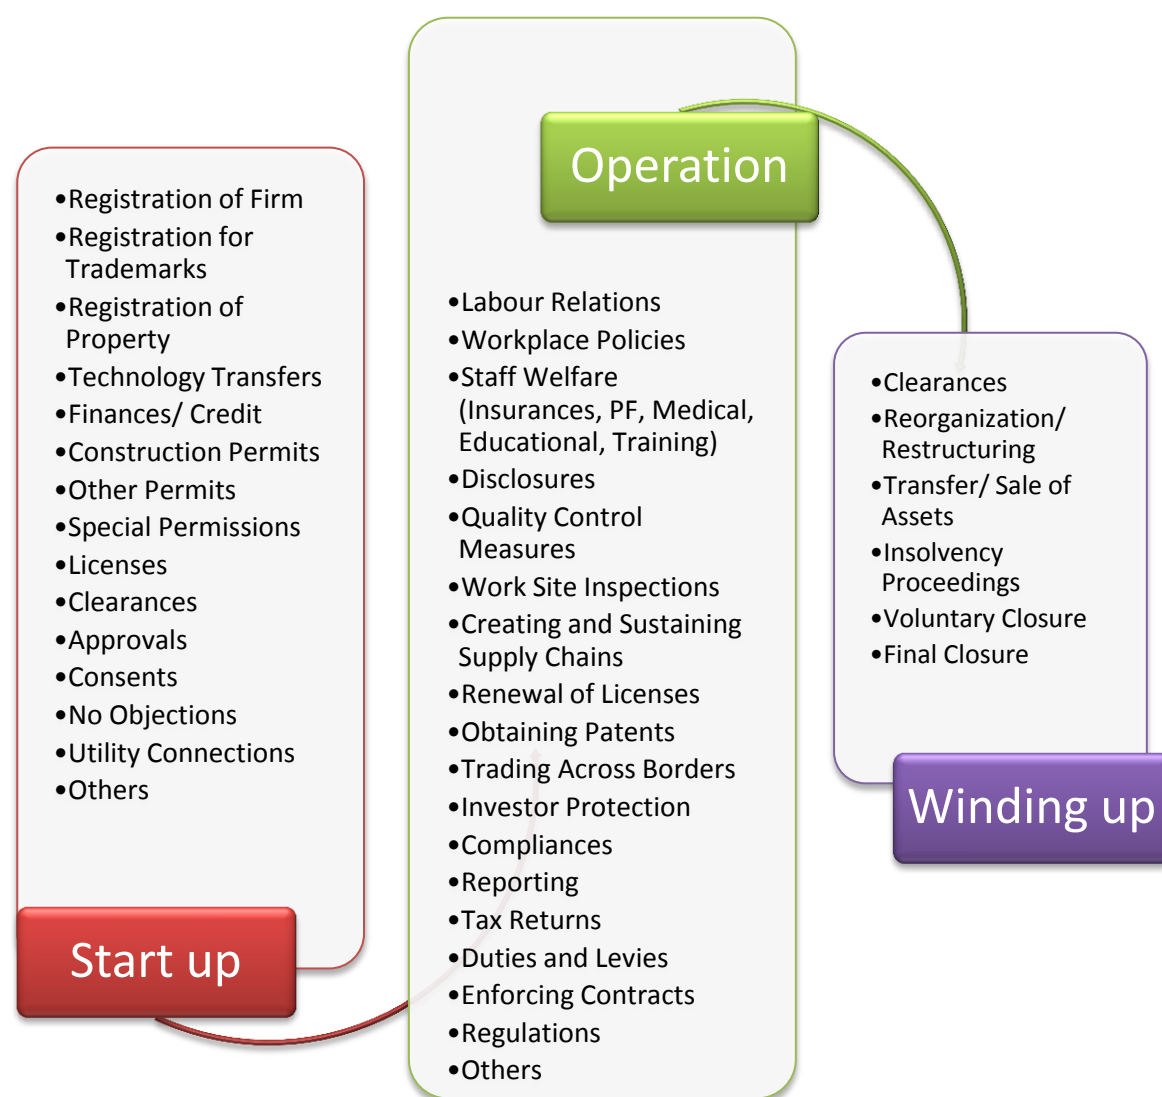 •Registration of Firm
•Registration for
Trademarks
•Registration of
Property
•Technology Transfers
•Finances/ Credit
•Construction Permits
•Other Permits
•Special Permissions
•Licenses
•Clearances
•Approvals
•Consents
•No Objections
•Utility Connections
•Others
Start up
Operation
•Labour Relations
•Workplace Policies
•Staff Welfare
(Insurances, PF, Medical,
Educational, Training)
•Disclosures
•Quality Control
Measures
•Work Site Inspections
•Creating and Sustaining
Supply Chains
•Renewal of Licenses
•Obtaining Patents
•Trading Across Borders
•Investor Protection
•Compliances
•Reporting
•Tax Returns
•Duties and Levies
•Enforcing Contracts
•Regulations
•Others
•Clearances
•Reorganization/
Restructuring
•Transfer/ Sale of
Assets
•Insolvency
Proceedings
•Voluntary Closure
•Final Closure
Winding up